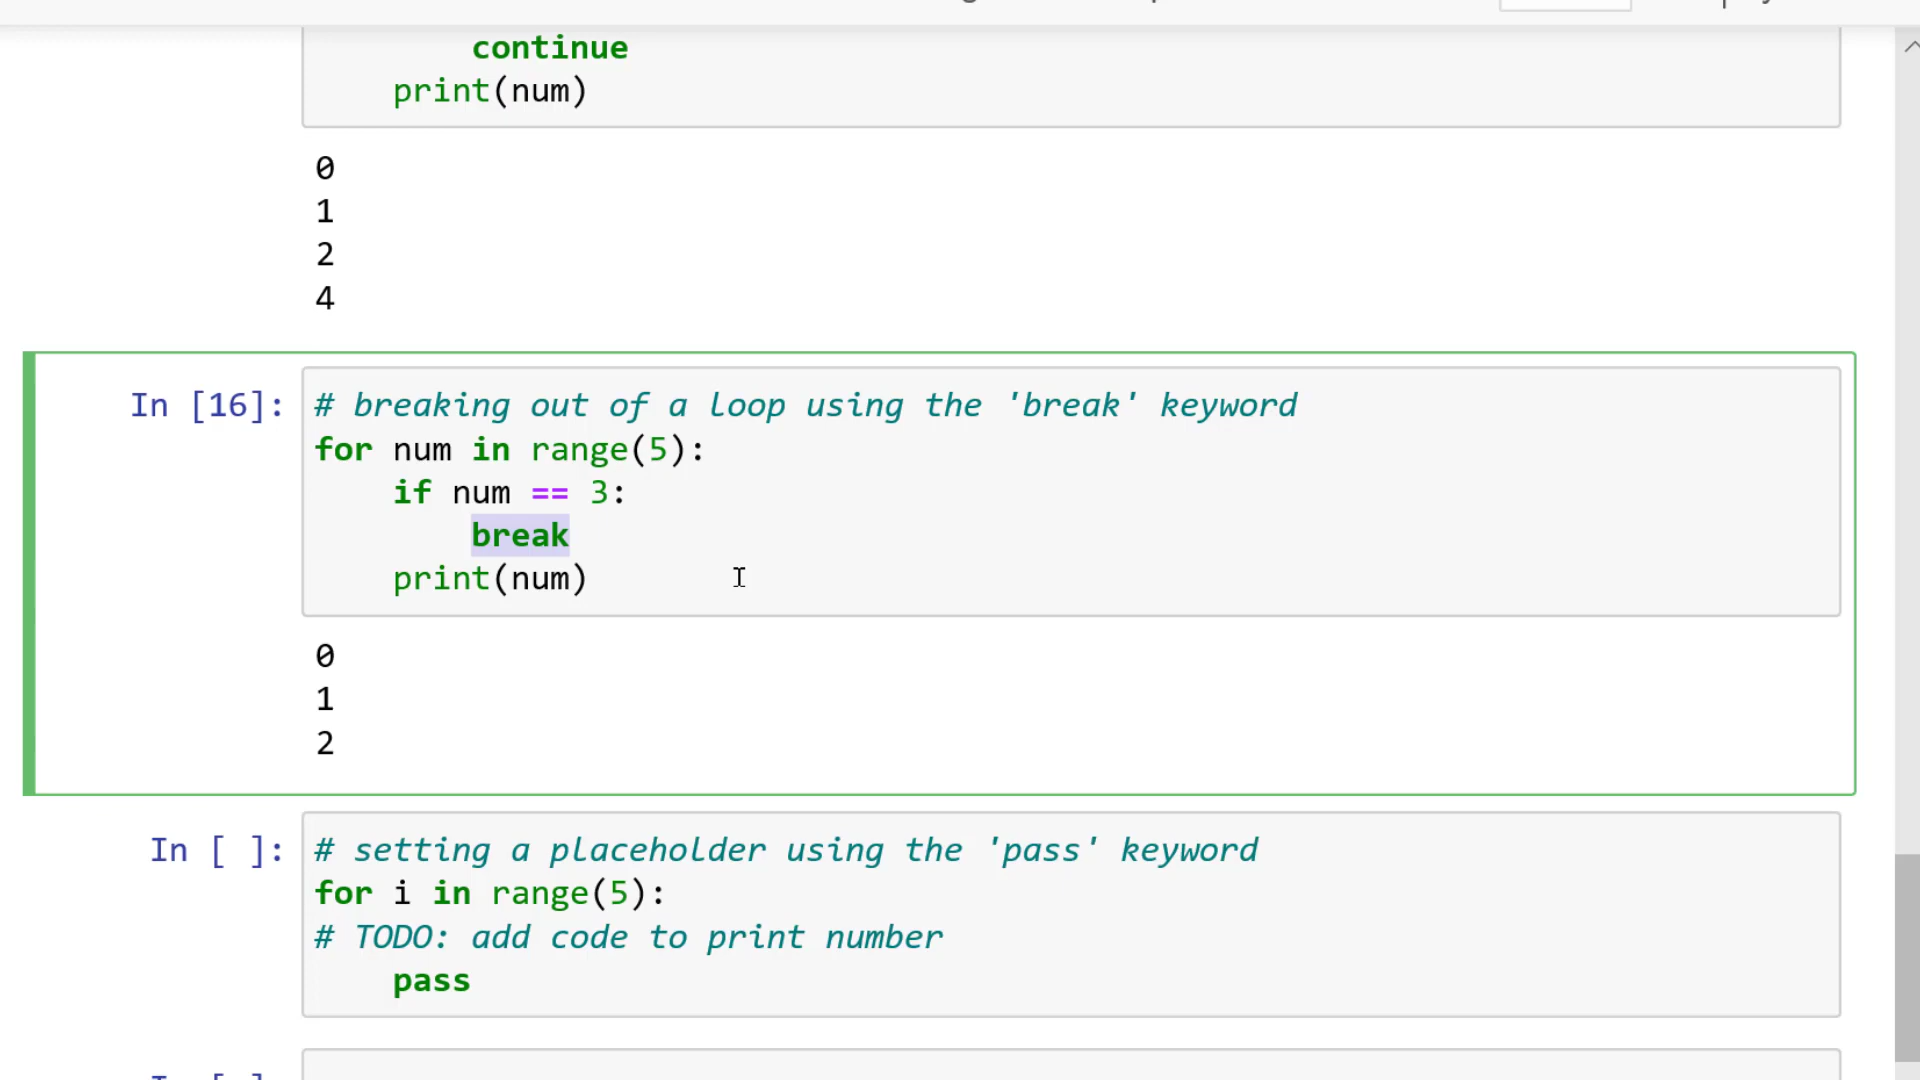 continue
print(num)
0
1
2
4
In [16]:
# breaking out of a loop using the 'break' keyword
for num in range(5):
if num == 3:
break
print(num)
0
1
2
In [ ]:
# setting a placeholder using the 'pass' keyword
for i in range(5):
# TODO: add code to print number
pass